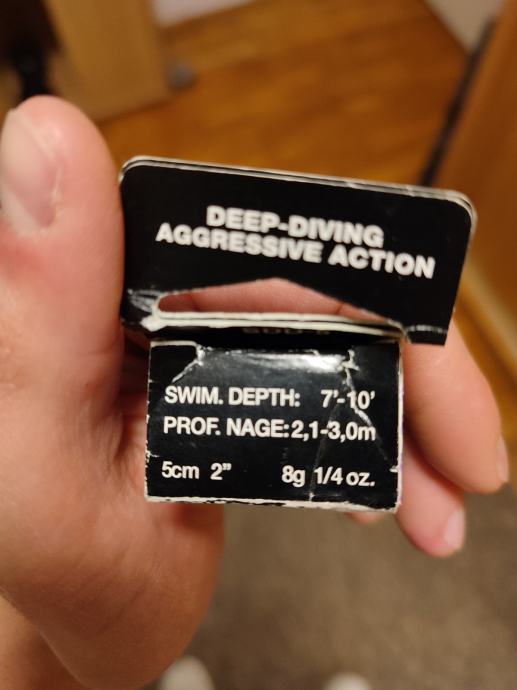 DEEP-DIVING
AGGRESSIVE ACTION
SWIM. DEPTH: 7'-10'
PROF. NAGE: 2,1-3,0m
5cm 2" 8g 1/4 oz.